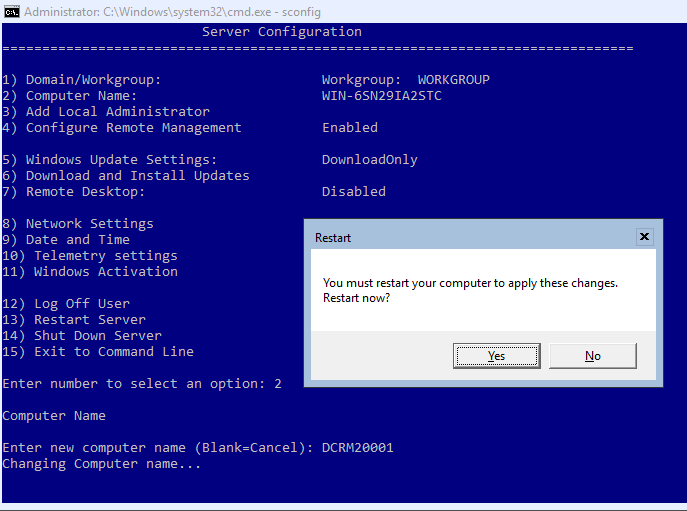 Administrator: C:\Windows\system32\cmd.exe - sconfig
Server Configuration
===============================================================================
1) Domain/Workgroup: Workgroup: WORKGROUP
2) Computer Name: WIN-6SN29IA2STC
3) Add Local Administrator
4) Configure Remote Management Enabled
5) Windows Update Settings: DownloadOnly
6) Download and Install Updates
7) Remote Desktop: Disabled
8) Network Settings
9) Date and Time
10) Telemetry settings
11) Windows Activation
12) Log Off User
13) Restart Server
14) Shut Down Server
15) Exit to Command Line
Enter number to select an option: 2
Computer Name
Enter new computer name (Blank=Cancel): DCRM20001
Changing Computer name...
Restart
You must restart your computer to apply these changes.
Restart now?
Yes No